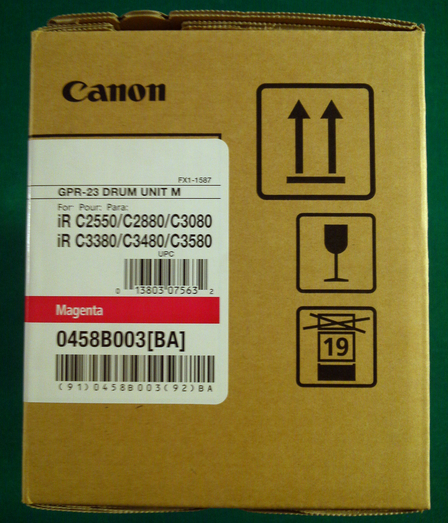 Canon
FX1-1587
GPR-23 DRUM UNIT M
For: Pour: Para:
iR C2550/C2880/C3080
iR C3380/C3480/C3580
UPC
0 13803 07563 2
Magenta
0458B003[BA]
(91)0458B003(92)BA
19